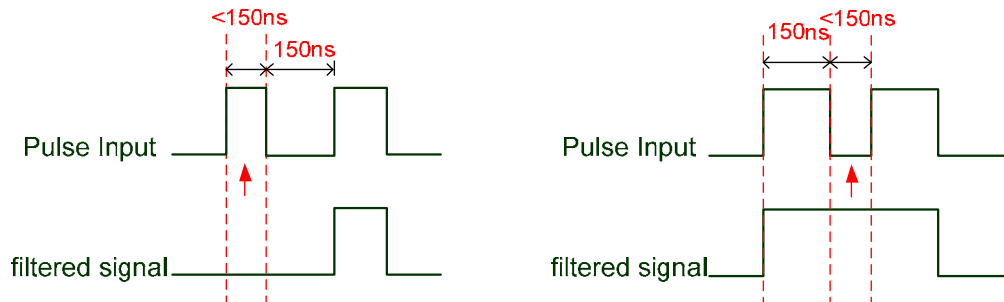 <150ns
150ns
Pulse Input
filtered signal
150ns
<150ns
Pulse Input
filtered signal